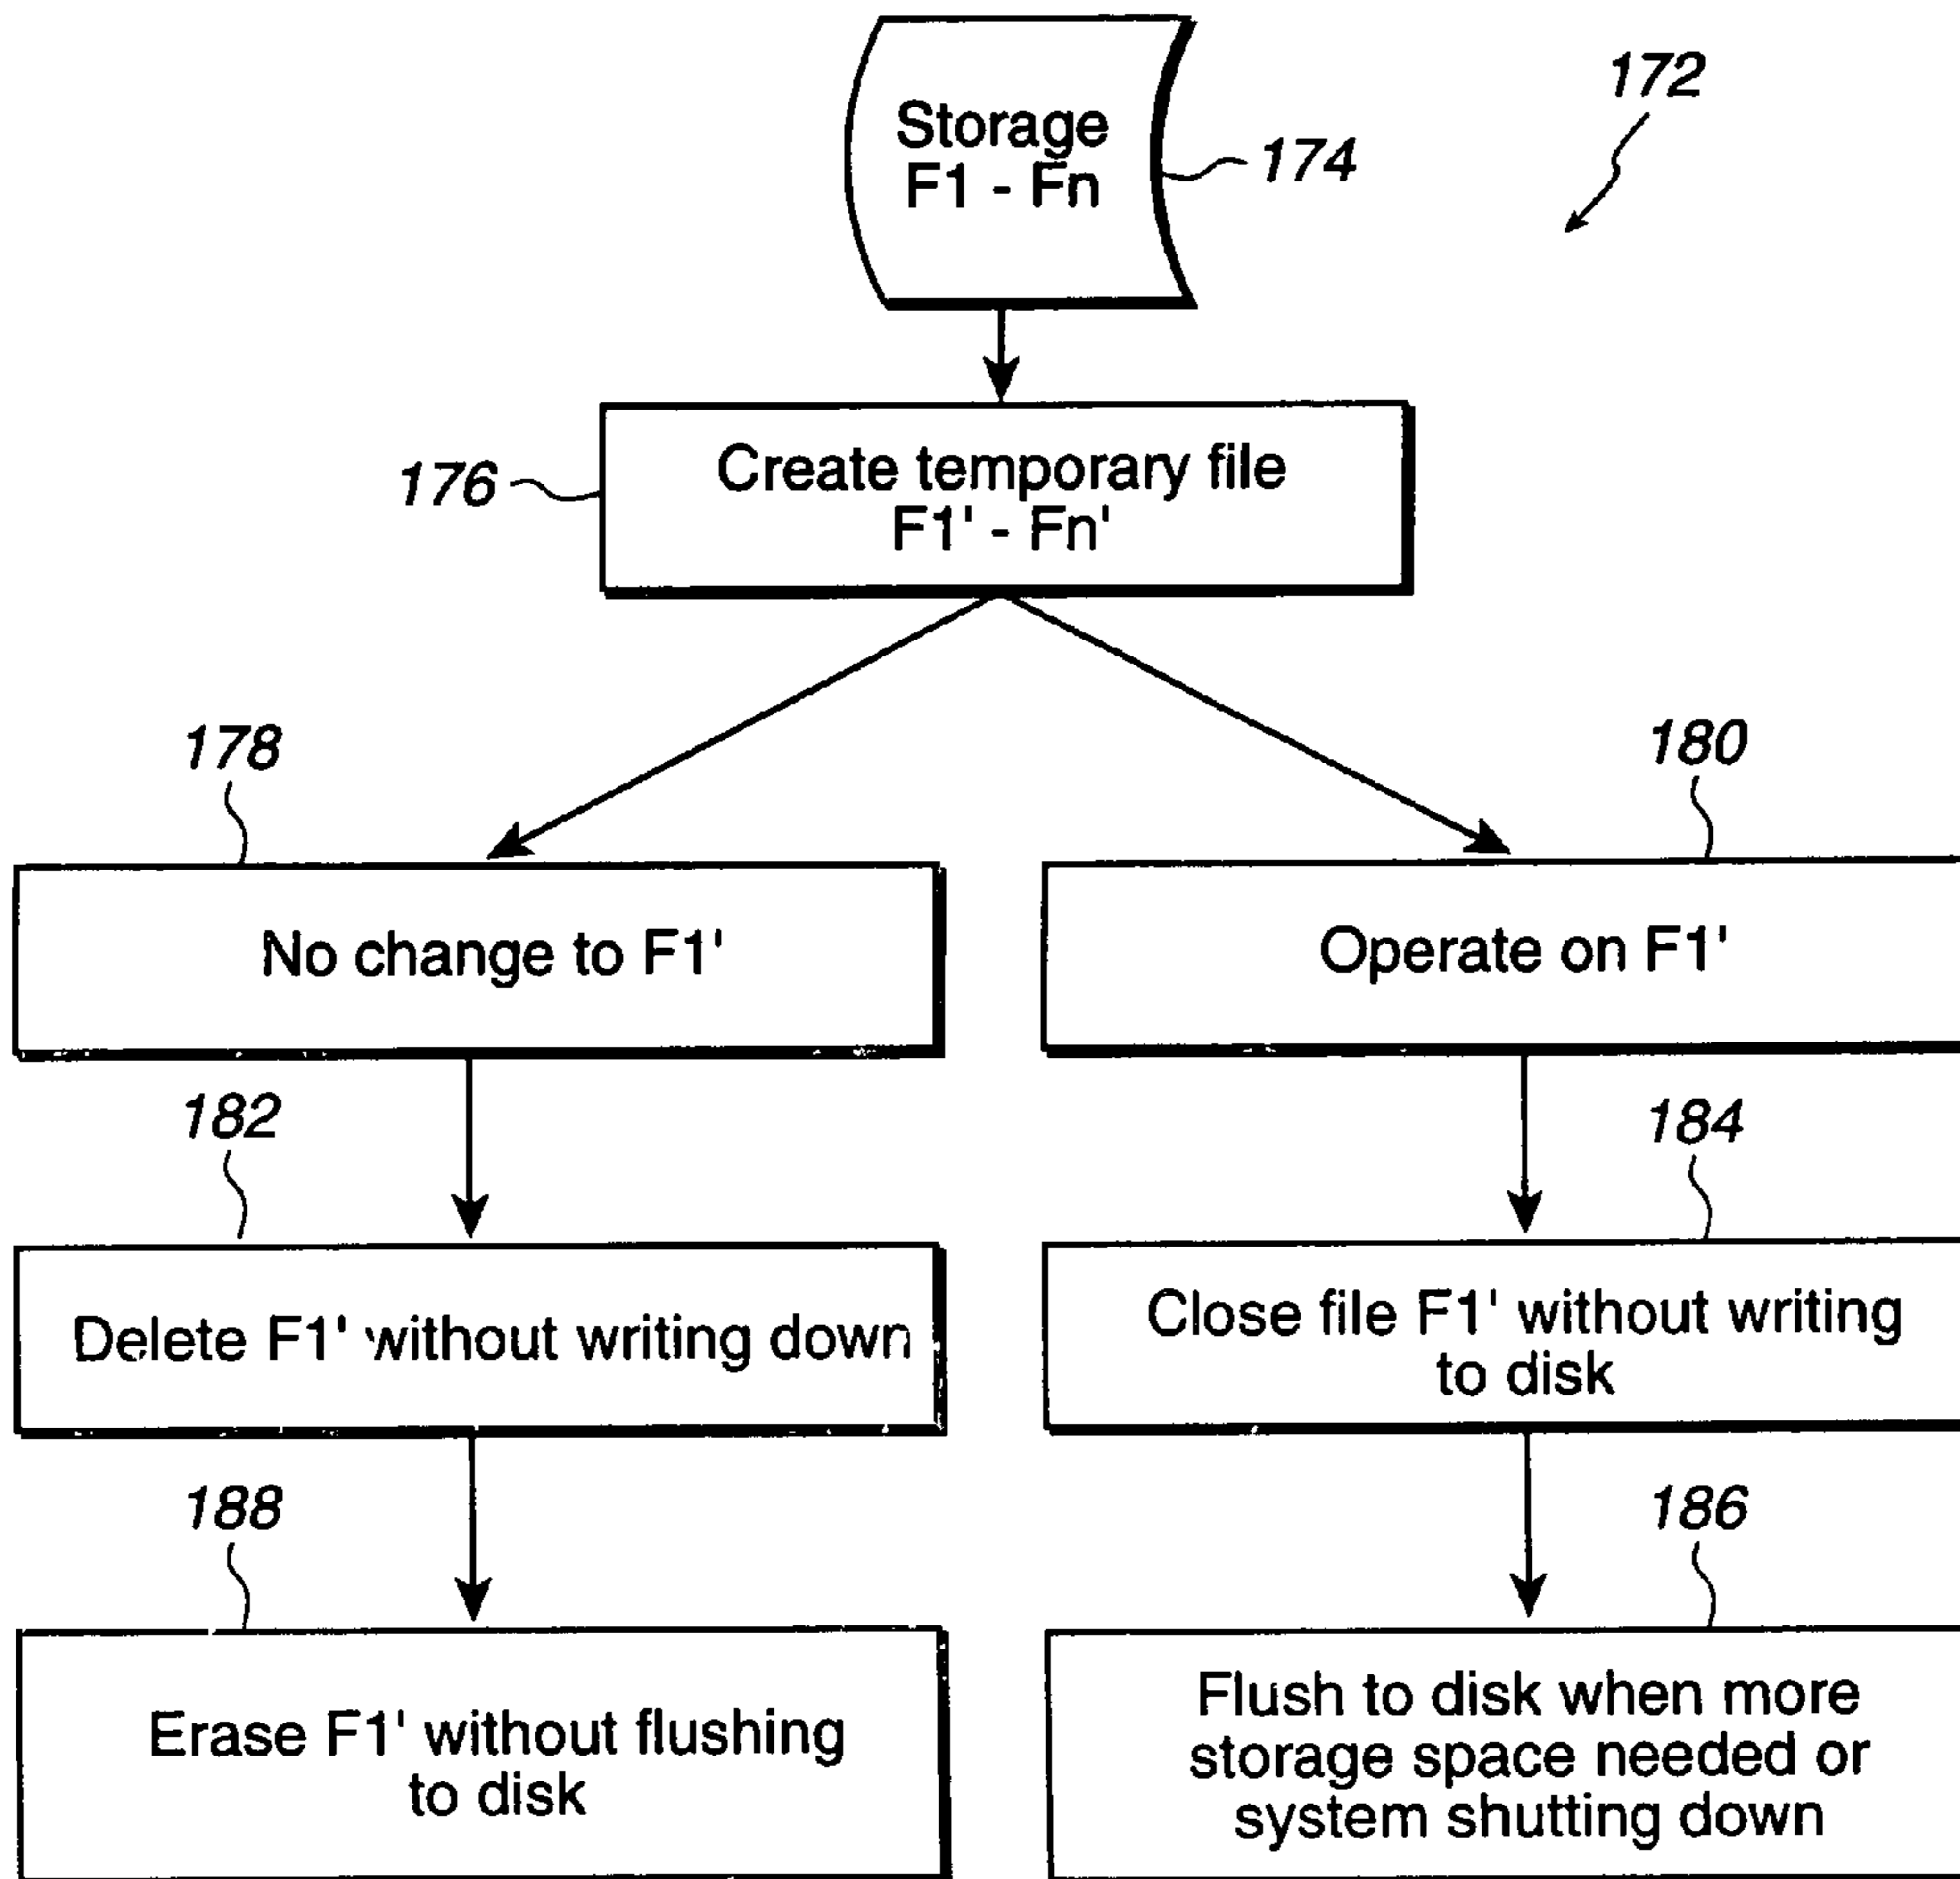 172
Storage
F1 - Fn
174
176
Create temporary file
F1' - Fn'
178
180
No change to F1'
Operate on F1'
182
184
Delete F1' without writing down
Close file F1' without writing
to disk
188
186
Erase F1' without flushing
to disk
Flush to disk when more
storage space needed or
system shutting down